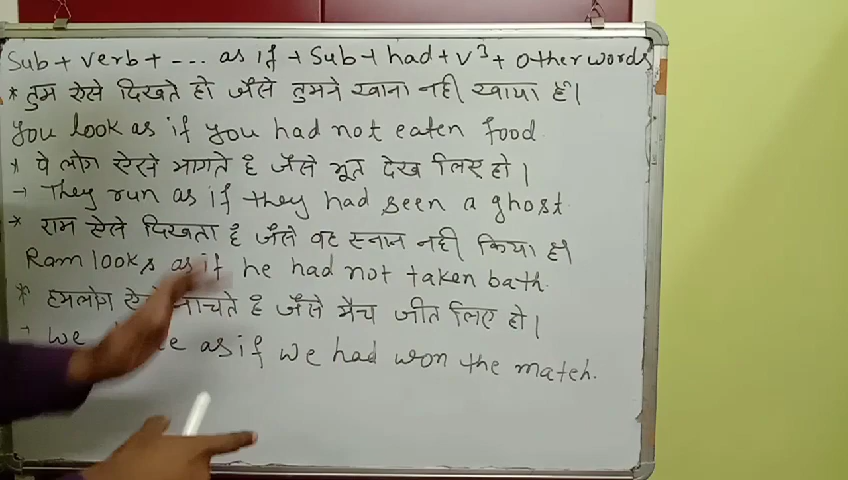 Sub + verb + --- as if + Sub + had + v³ + Other words
* तुम ऐसे दिखते हो जैसे तुमने खाना नही खाया हो।
You look as if you had not eaten food
* ये लोग ऐसे भागते है जैसे भूत देख लिए हो।
→ They run as if they had seen a ghost.
* राम ऐसे दिखता है जैसे वह स्नान नही किया हो
Ram looks as if he had not taken bath.
* हमलोग नाचते है जैसे मैच जीत लिए हो।
→ We as if we had won the match.